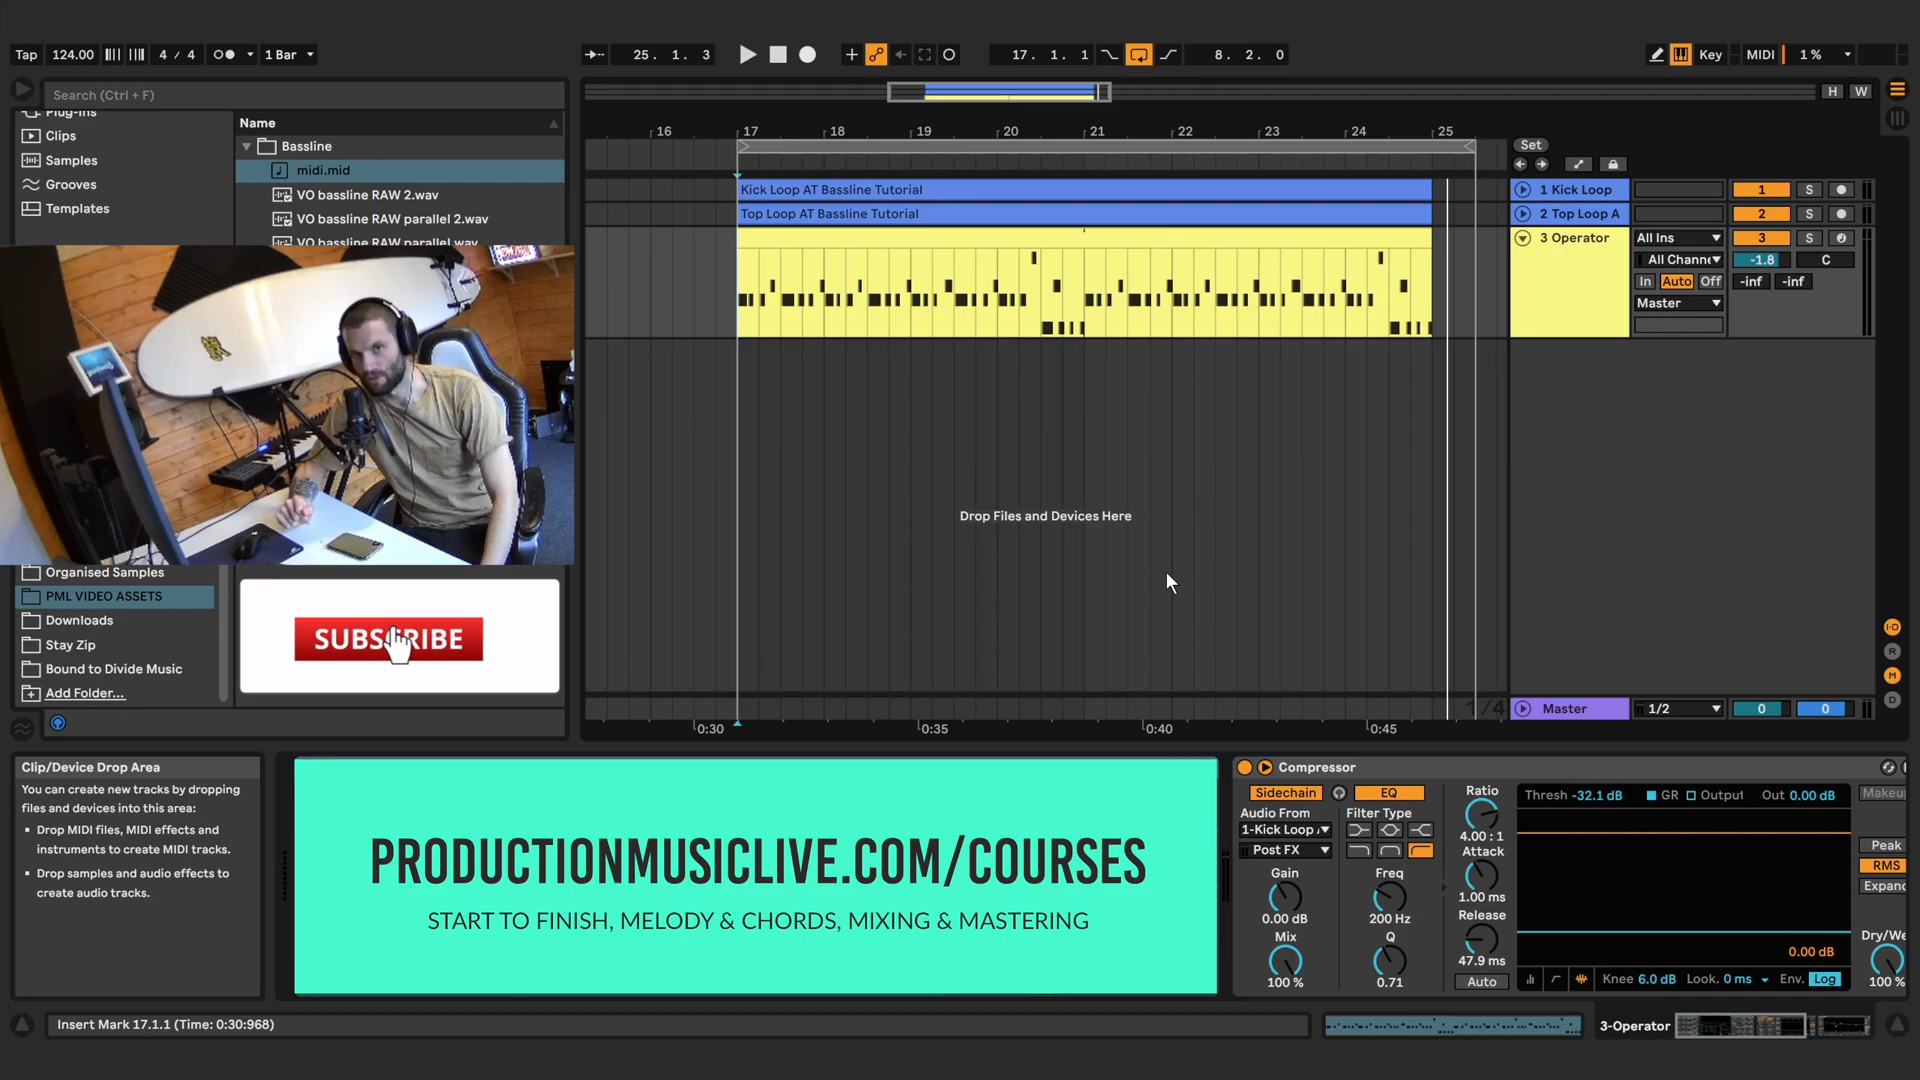 Tap 124.00 4 / 4 1 Bar
25. 1. 3
17. 1. 1
8. 2. 0
Key MIDI 1 %
Search (Ctrl + F)
Plug-Ins
Clips
Samples
Grooves
Templates
Name
Bassline
midi.mid
VO bassline RAW 2.wav
VO bassline RAW parallel 2.wav
VO bassline RAW parallel.wav
H W
16 17 18 19 20 21 22 23 24 25
Set
Kick Loop AT Bassline Tutorial
1 Kick Loop 1 S
Top Loop AT Bassline Tutorial
2 Top Loop A 2 S
3 Operator All Ins 3 S
All Channe -1.8 C
In Auto Off -inf -inf
Master
Drop Files and Devices Here
Organised Samples
PML VIDEO ASSETS
Downloads
Stay Zip
Bound to Divide Music
Add Folder...
SUBSCRIBE
1/4
Master 1/2 0 0
0:30 0:35 0:40 0:45
I·O
R
M
D
Clip/Device Drop Area
You can create new tracks by dropping
files and devices into this area:
Drop MIDI files, MIDI effects and
instruments to create MIDI tracks.
Drop samples and audio effects to
create audio tracks.
PRODUCTIONMUSICLIVE.COM/COURSES
START TO FINISH, MELODY & CHORDS, MIXING & MASTERING
Compressor
Sidechain EQ
Audio From Filter Type
1-Kick Loop
Post FX
Gain Freq
0.00 dB 200 Hz
Mix Q
100 % 0.71
Ratio
4.00 : 1
Attack
1.00 ms
Release
47.9 ms
Auto
Thresh -32.1 dB GR Output Out 0.00 dB
0.00 dB
Knee 6.0 dB Look. 0 ms Env. Log
Makeu
Peak
RMS
Expand
Dry/We
100 %
Insert Mark 17.1.1 (Time: 0:30:968)
3-Operator